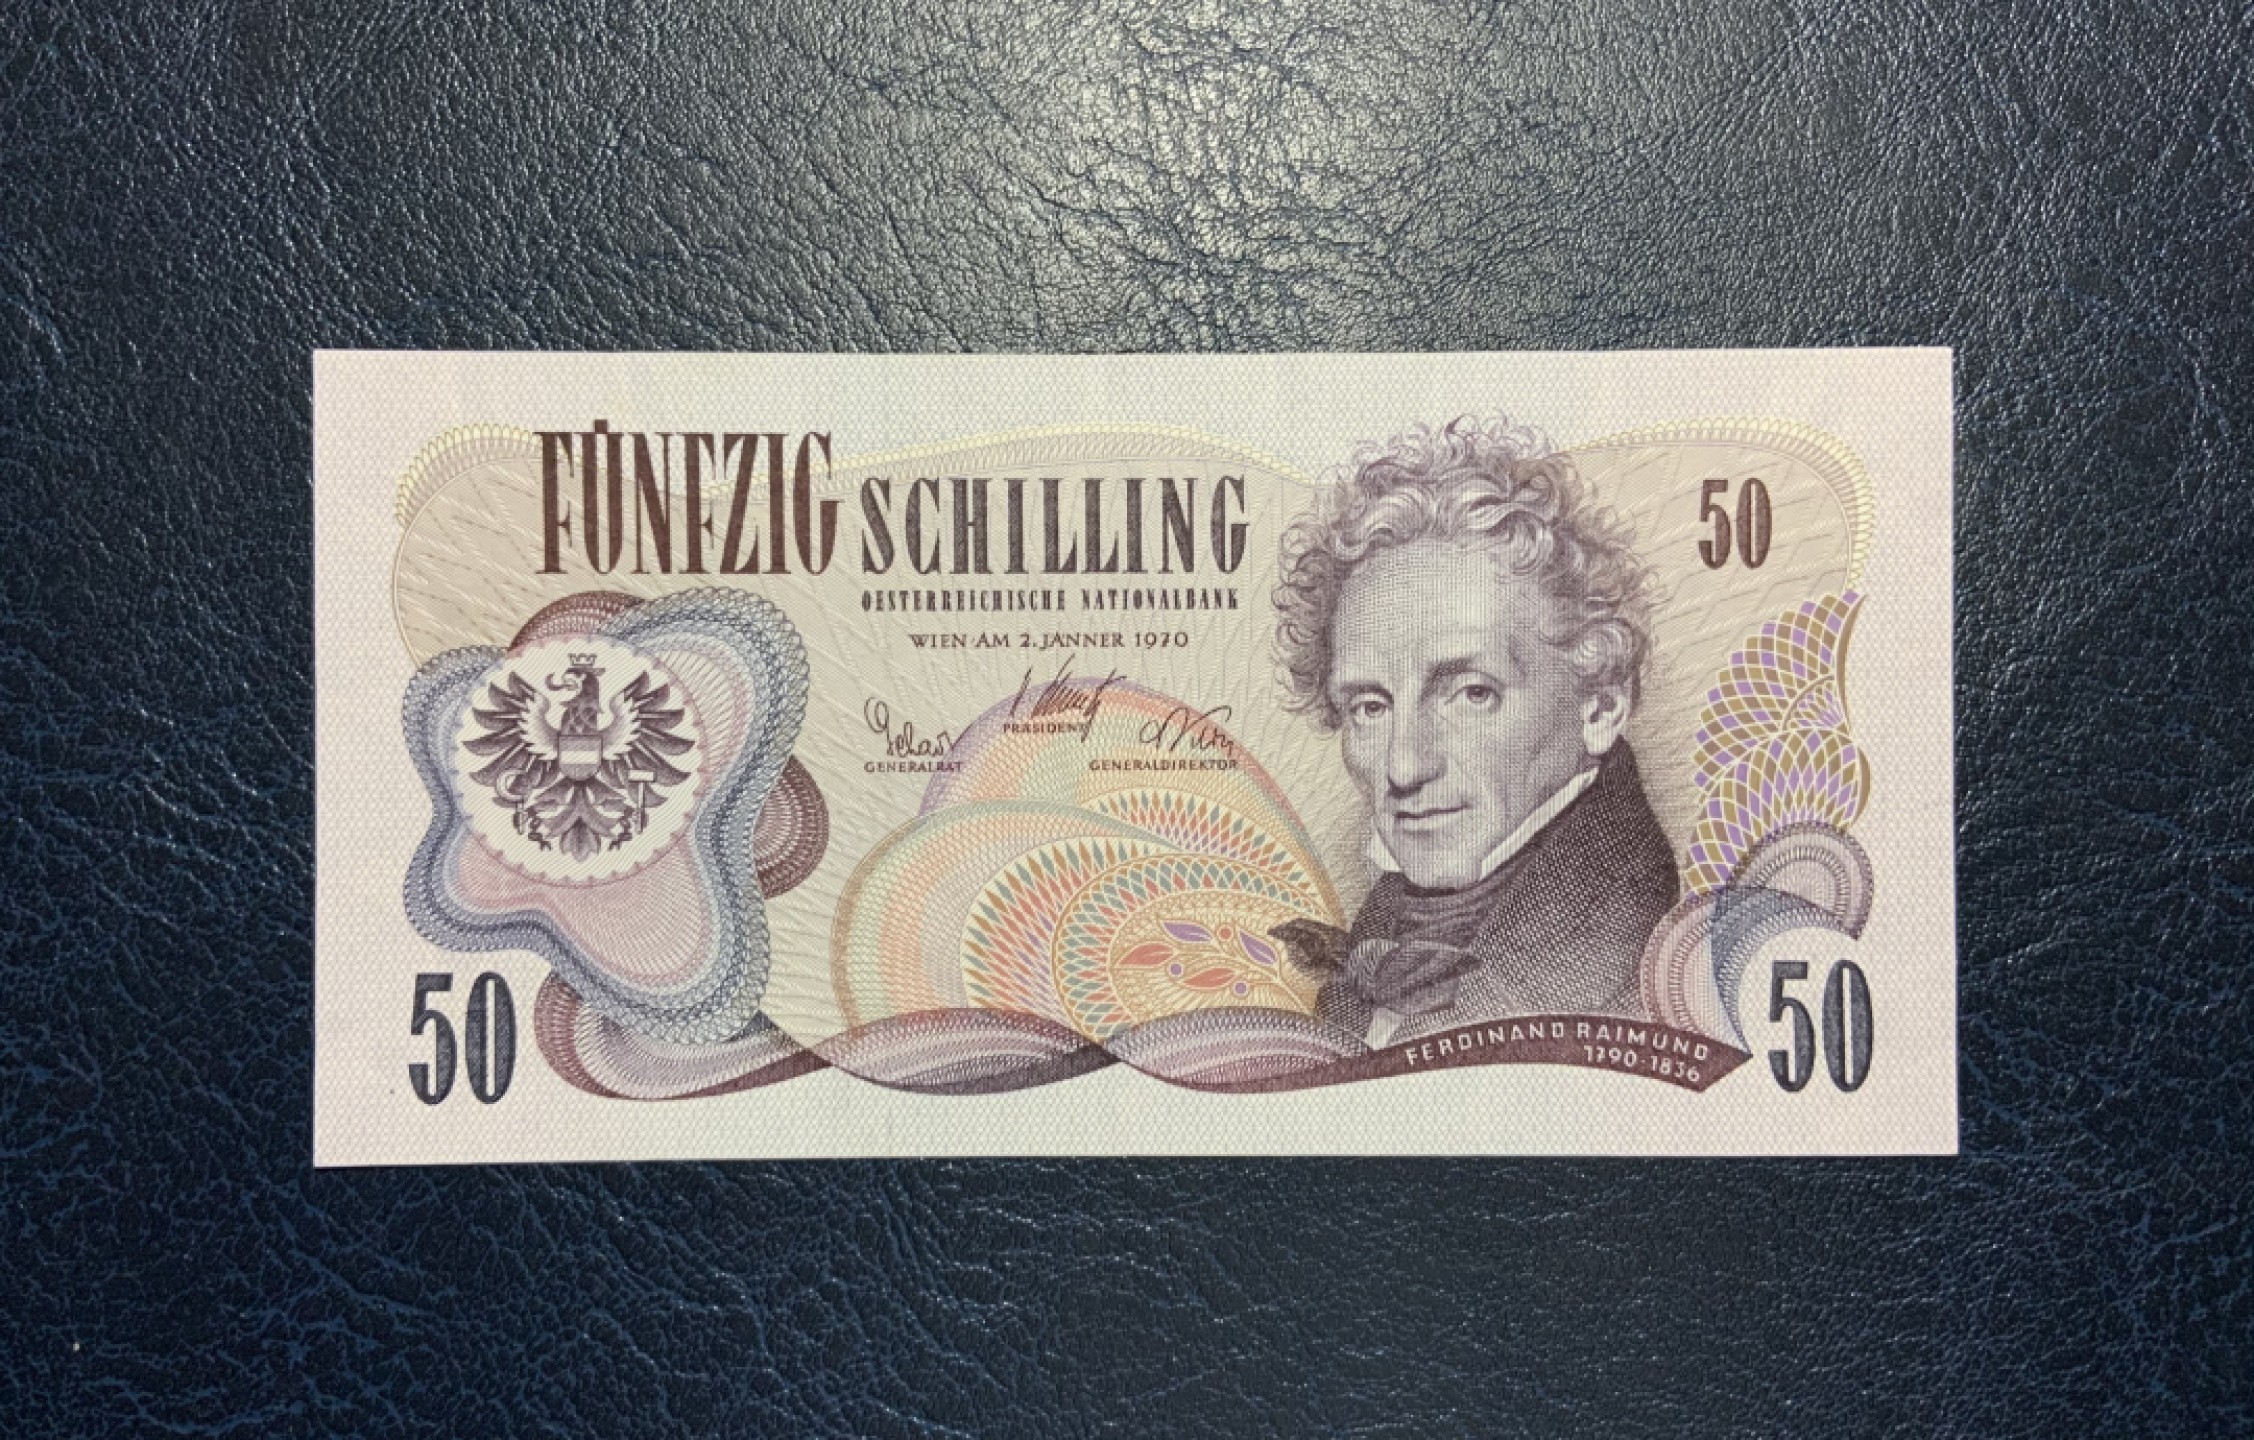 FÜNFZIG SCHILLING
50
OESTERREICHISCHE NATIONALBANK
WIEN AM 2. JÄNNER 1970
PRÄSIDENT
GENERALRAT
GENERALDIREKTOR
50
FERDINAND RAIMUND
1790-1836
50